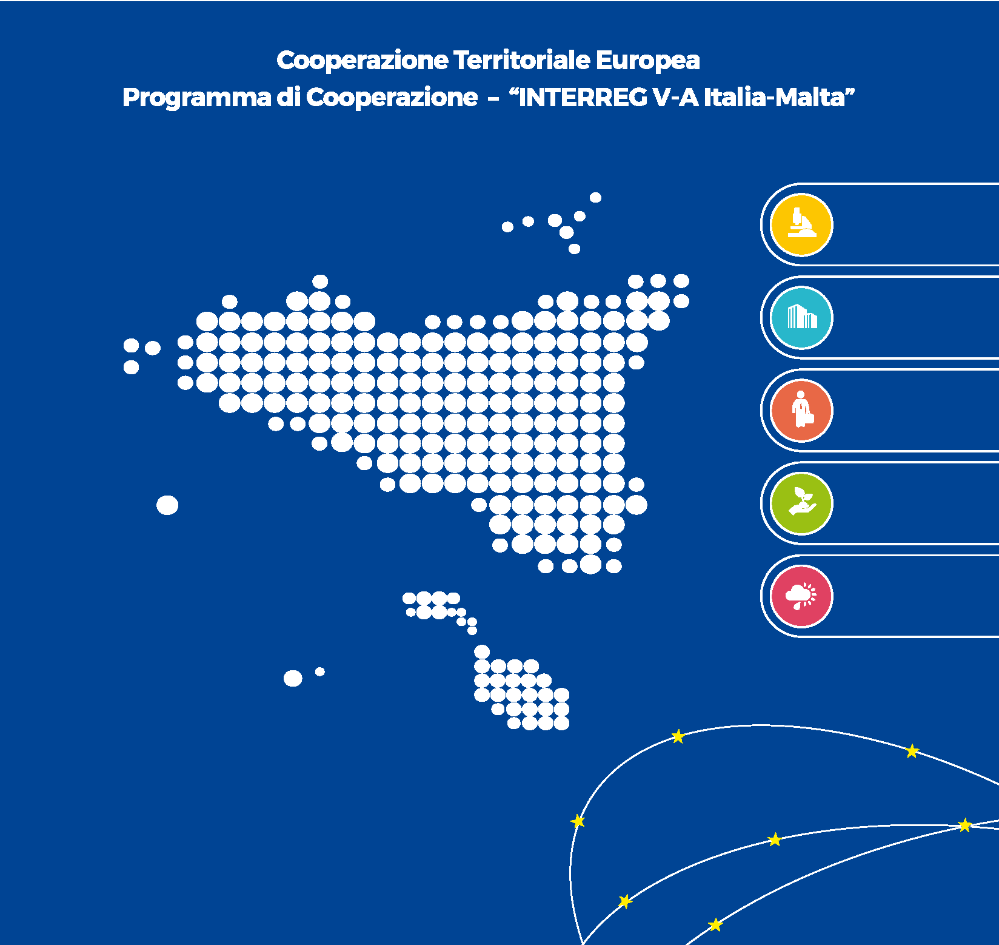 Cooperazione Territoriale Europea
Programma di Cooperazione – “INTERREG V-A Italia-Malta”